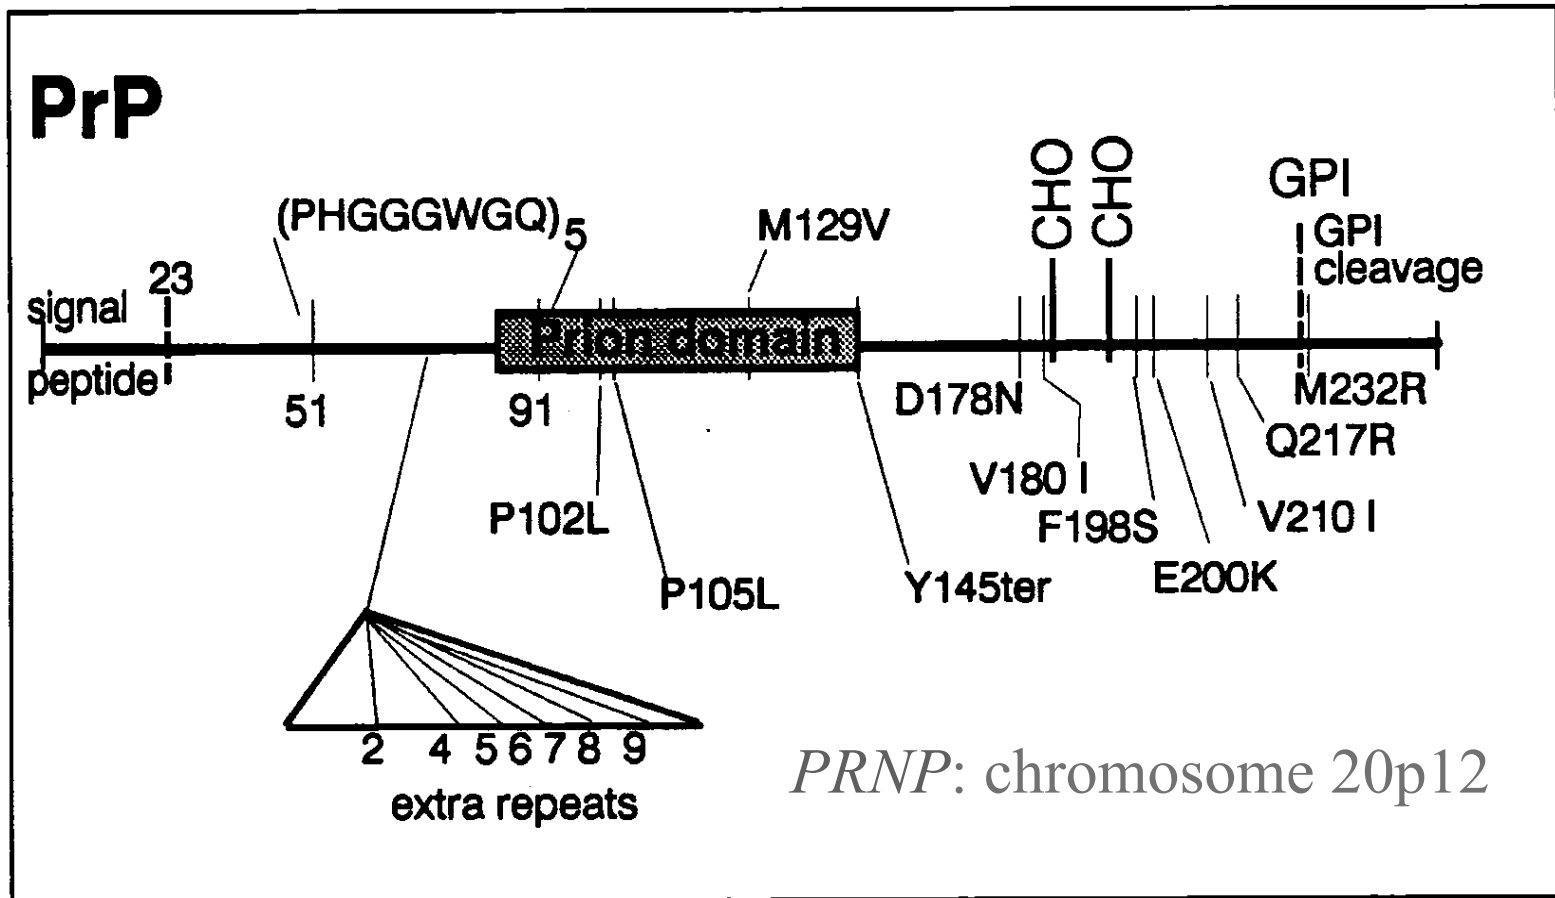 PrP
CHO
CHO
GPI
(PHGGGWGQ)5
M129V
GPI
cleavage
23
signal
peptide
Prion domain
51
91
D178N
M232R
Q217R
V180 I
P102L
F198S
V210 I
P105L
Y145ter
E200K
2 4 5 6 7 8 9
extra repeats
PRNP: chromosome 20p12